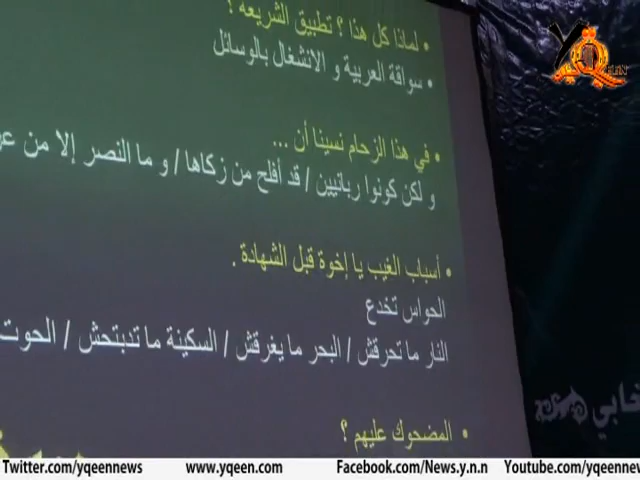 • لماذا كل هذا ؟ تطبيق الشريعه ؟
• سواقة العربية و الانشغال بالوسائل
• في هذا الزحام نسينا أن ...
و لكن كونوا ربانيين / قد أفلح من زكاها / و ما النصر إلا من
• أسباب الغيب يا إخوة قبل الشهادة .
الحواس تخدع
النار ما تحرقش / البحر ما يغرقش / السكينة ما تدبتحش / الحوت
• المضحوك عليهم ؟
Twitter.com/yqeennews www.yqeen.com Facebook.com/News.y.n.n Youtube.com/yqeennews